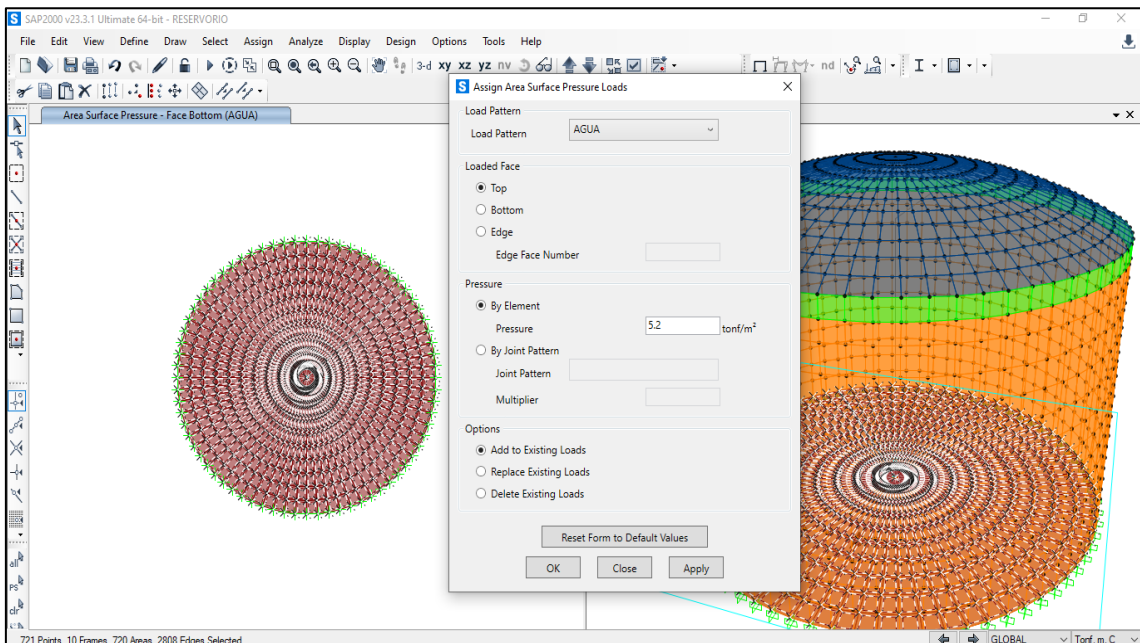 SAP2000 v23.3.1 Ultimate 64-bit - RESERVORIO
File Edit View Define Draw Select Assign Analyze Display Design Options Tools Help
3-d xy xz yz nv
nd
Area Surface Pressure - Face Bottom (AGUA)
Assign Area Surface Pressure Loads
Load Pattern
Load Pattern AGUA
Loaded Face
Top
Bottom
Edge
Edge Face Number
Pressure
By Element
Pressure 5.2 tonf/m²
By Joint Pattern
Joint Pattern
Multiplier
Options
Add to Existing Loads
Replace Existing Loads
Delete Existing Loads
Reset Form to Default Values
OK Close Apply
all
PS
clr
721 Points, 10 Frames, 720 Areas, 2808 Edges Selected
GLOBAL Tonf, m, C